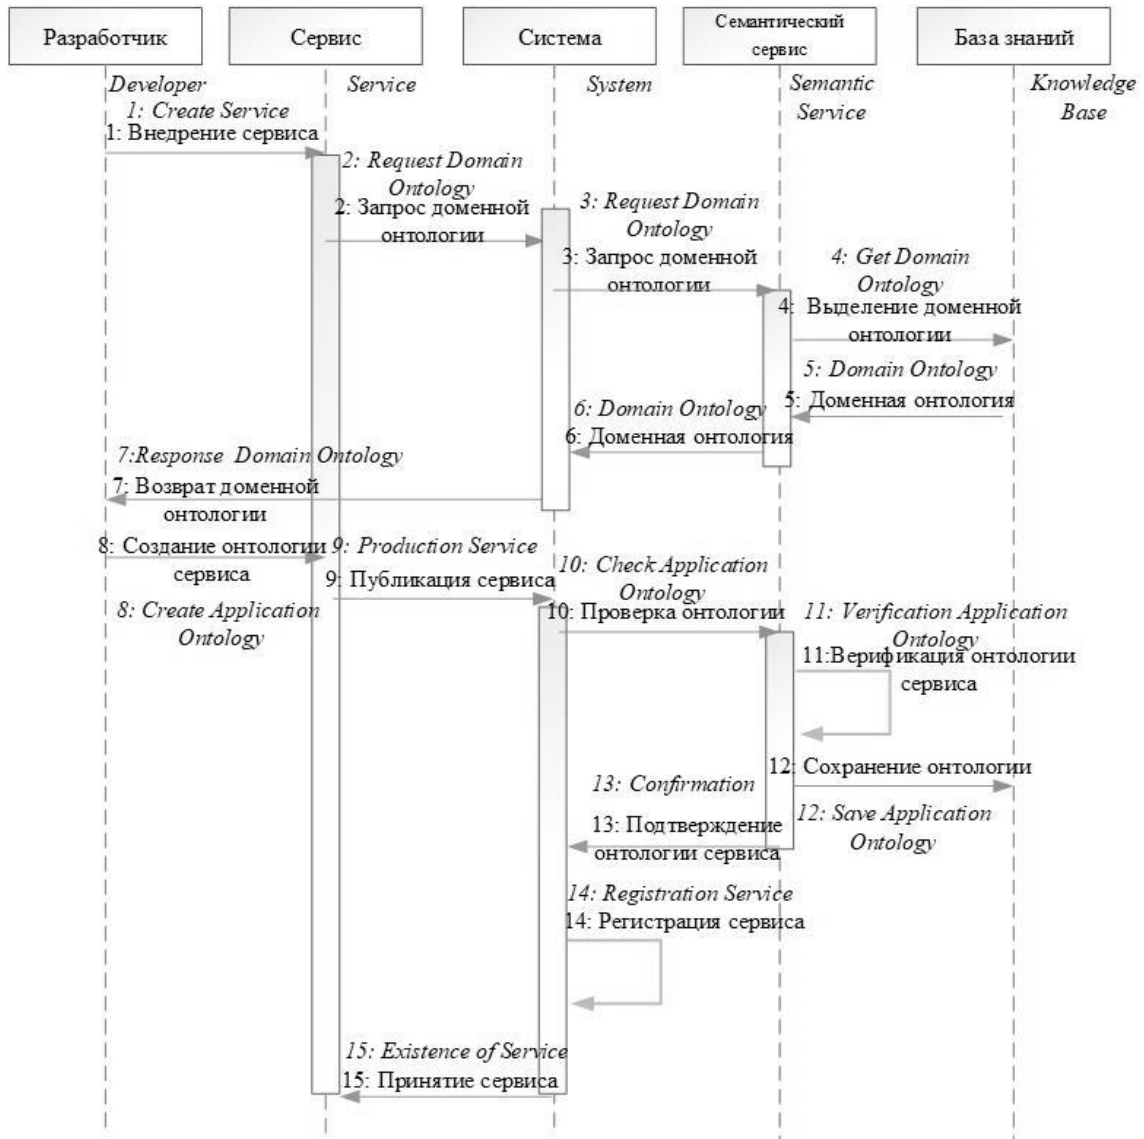 Разработчик
Сервис
Система
Семантический
сервис
База знаний
Developer
Service
System
Semantic
Service
Knowledge
Base
1: Create Service
1: Внедрение сервиса
2: Request Domain
Ontology
2: Запрос доменной
онтологии
3: Request Domain
Ontology
3: Запрос доменной
онтологии
4: Get Domain
Ontology
4: Выделение доменной
онтологии
5: Domain Ontology
5: Доменная онтология
6: Domain Ontology
6: Доменная онтология
7:Response Domain Ontology
7: Возврат доменной
онтологии
8: Создание онтологии
сервиса
8: Create Application
Ontology
9: Production Service
9: Публикация сервиса
10: Check Application
Ontology
10: Проверка онтологии
11: Verification Application
Ontology
11:Верификация онтологии
сервиса
12: Сохранение онтологии
12: Save Application
Ontology
13: Confirmation
13: Подтверждение
онтологии сервиса
14: Registration Service
14: Регистрация сервиса
15: Existence of Service
15: Принятие сервиса